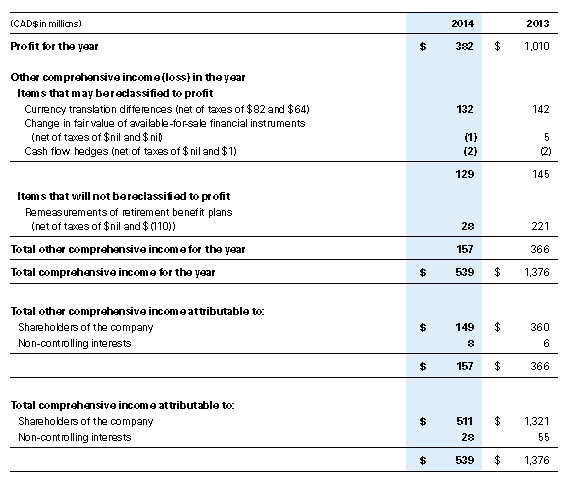 (CAD$ in millions) 2014 2013
Profit for the year $ 382 $ 1,010
Other comprehensive income (loss) in the year
Items that may be reclassified to profit
Currency translation differences (net of taxes of $82 and $64) 132 142
Change in fair value of available-for-sale financial instruments
(net of taxes of $nil and $nil) (1) 5
Cash flow hedges (net of taxes of $nil and $1) (2) (2)
129 145
Items that will not be reclassified to profit
Remeasurements of retirement benefit plans
(net of taxes of $nil and $(110)) 28 221
Total other comprehensive income for the year 157 366
Total comprehensive income for the year $ 539 $ 1,376
Total other comprehensive income attributable to:
Shareholders of the company $ 149 $ 360
Non-controlling interests 8 6
$ 157 $ 366
Total comprehensive income attributable to:
Shareholders of the company $ 511 $ 1,321
Non-controlling interests 28 55
$ 539 $ 1,376